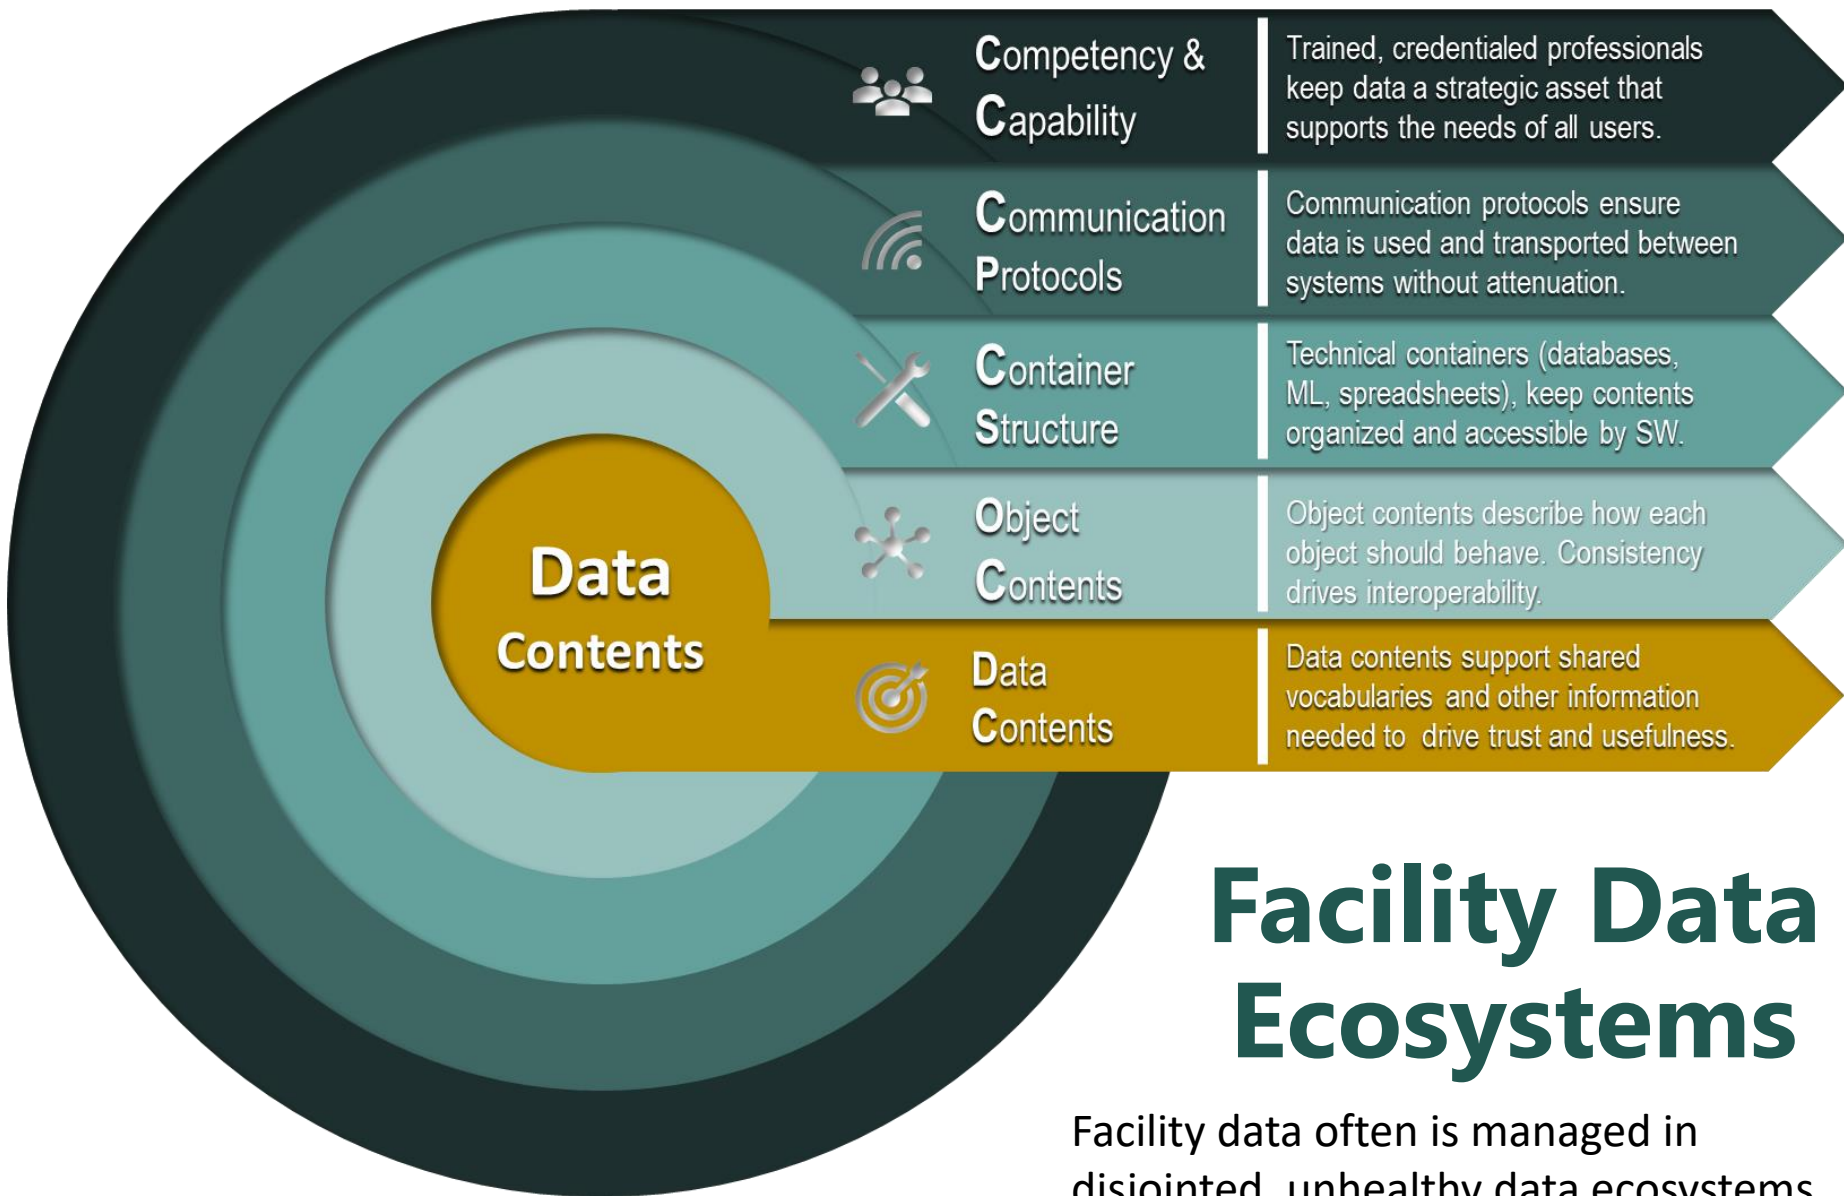 Competency &
Capability
Trained, credentialed professionals
keep data a strategic asset that
supports the needs of all users.
Communication
Protocols
Communication protocols ensure
data is used and transported between
systems without attenuation.
Container
Structure
Technical containers (databases,
ML, spreadsheets), keep contents
organized and accessible by SW.
Object
Contents
Object contents describe how each
object should behave. Consistency
drives interoperability.
Data
Contents
Data
Contents
Data contents support shared
vocabularies and other information
needed to drive trust and usefulness.
Facility Data
Ecosystems
Facility data often is managed in
disjointed, unhealthy data ecosystems